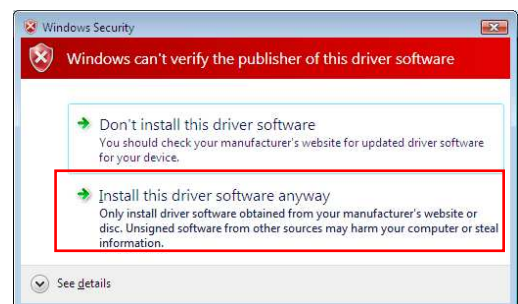 Windows Security
Windows can't verify the publisher of this driver software
Don't install this driver software
You should check your manufacturer's website for updated driver software
for your device.
Install this driver software anyway
Only install driver software obtained from your manufacturer's website or
disc. Unsigned software from other sources may harm your computer or steal
information.
See details